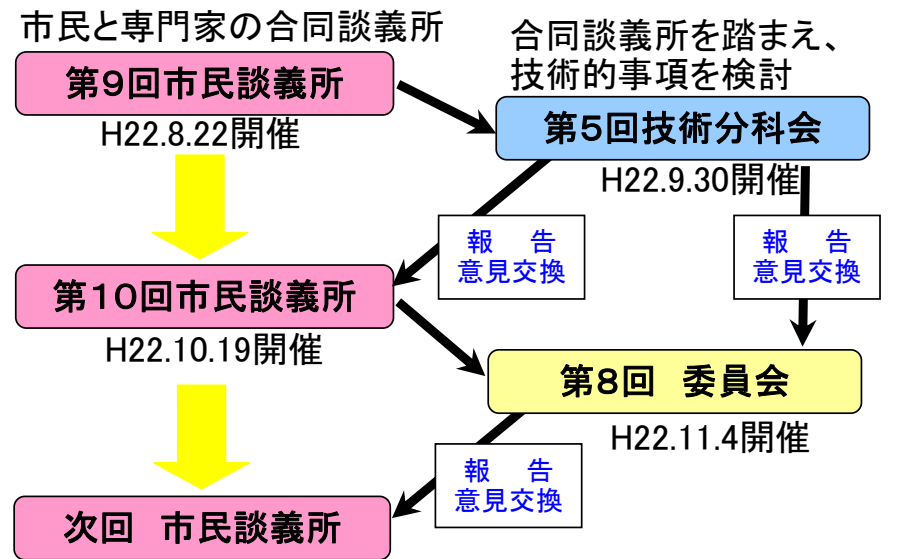 市民と専門家の合同談義所
第9回市民談義所
H22.8.22開催
合同談義所を踏まえ、
技術的事項を検討
第5回技術分科会
H22.9.30開催
報　告
意見交換
報　告
意見交換
第10回市民談義所
H22.10.19開催
第8回　委員会
H22.11.4開催
報　告
意見交換
次回　市民談義所